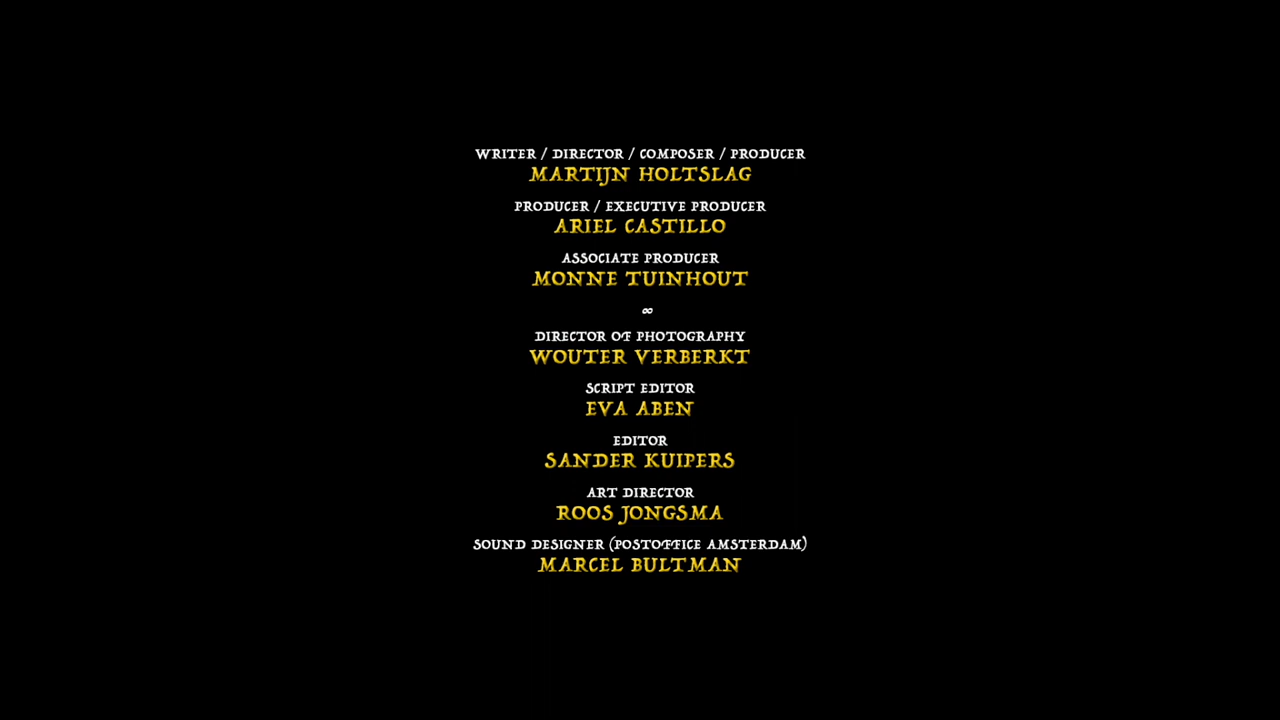 WRITER / DIRECTOR / COMPOSER / PRODUCER
MARTIJN HOLTSLAG
PRODUCER / EXECUTIVE PRODUCER
ARIEL CASTILLO
ASSOCIATE PRODUCER
MONNE TUINHOUT
∞
DIRECTOR OF PHOTOGRAPHY
WOUTER VERBERKT
SCRIPT EDITOR
EVA ABEN
EDITOR
SANDER KUIPERS
ART DIRECTOR
ROOS JONGSMA
SOUND DESIGNER (POSTOFFICE AMSTERDAM)
MARCEL BULTMAN